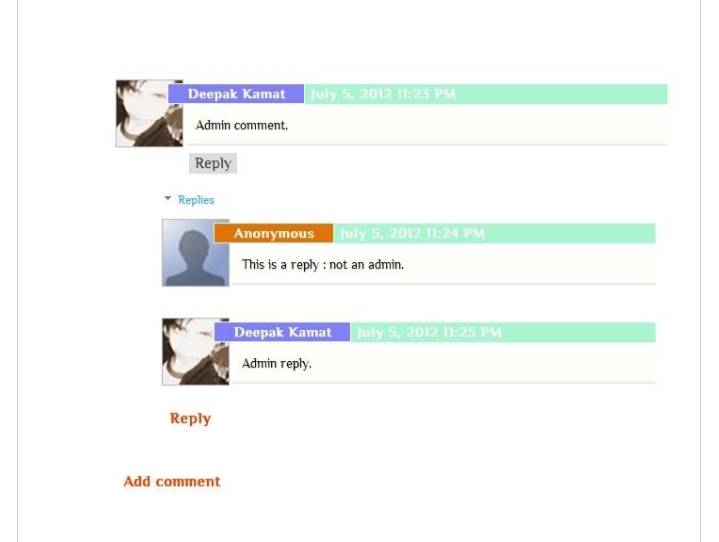 Deepak Kamat July 5, 2012 11:23 PM
Admin comment.
Reply
Replies
Anonymous July 5, 2012 11:24 PM
This is a reply : not an admin.
Deepak Kamat July 5, 2012 11:25 PM
Admin reply.
Reply
Add comment